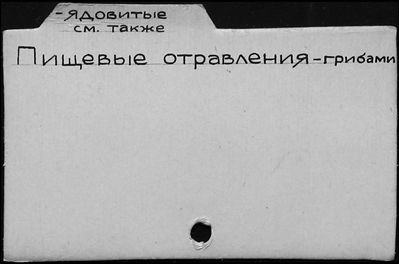 -ядовитые
см. также
Пищевые отравления-грибами